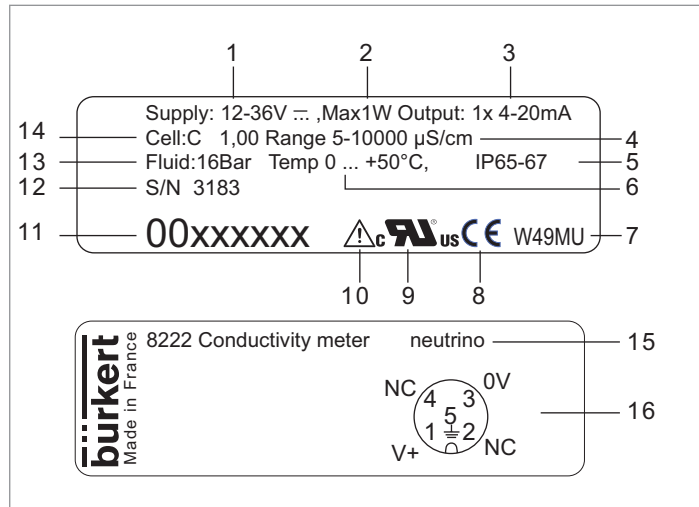 1 2 3
Supply: 12-36V ⎓ ,Max1W Output: 1x 4-20mA
14 Cell:C 1,00 Range 5-10000 µS/cm 4
13 Fluid:16Bar Temp 0 ... +50°C, IP65-67 5
12 S/N 3183 6
11 00xxxxxx ⚠ c RU ® US CE W49MU 7
10 9 8
bürkert
Made in France
8222 Conductivity meter neutrino 15
NC 4 3 0V
5 16
1 2
V+ NC